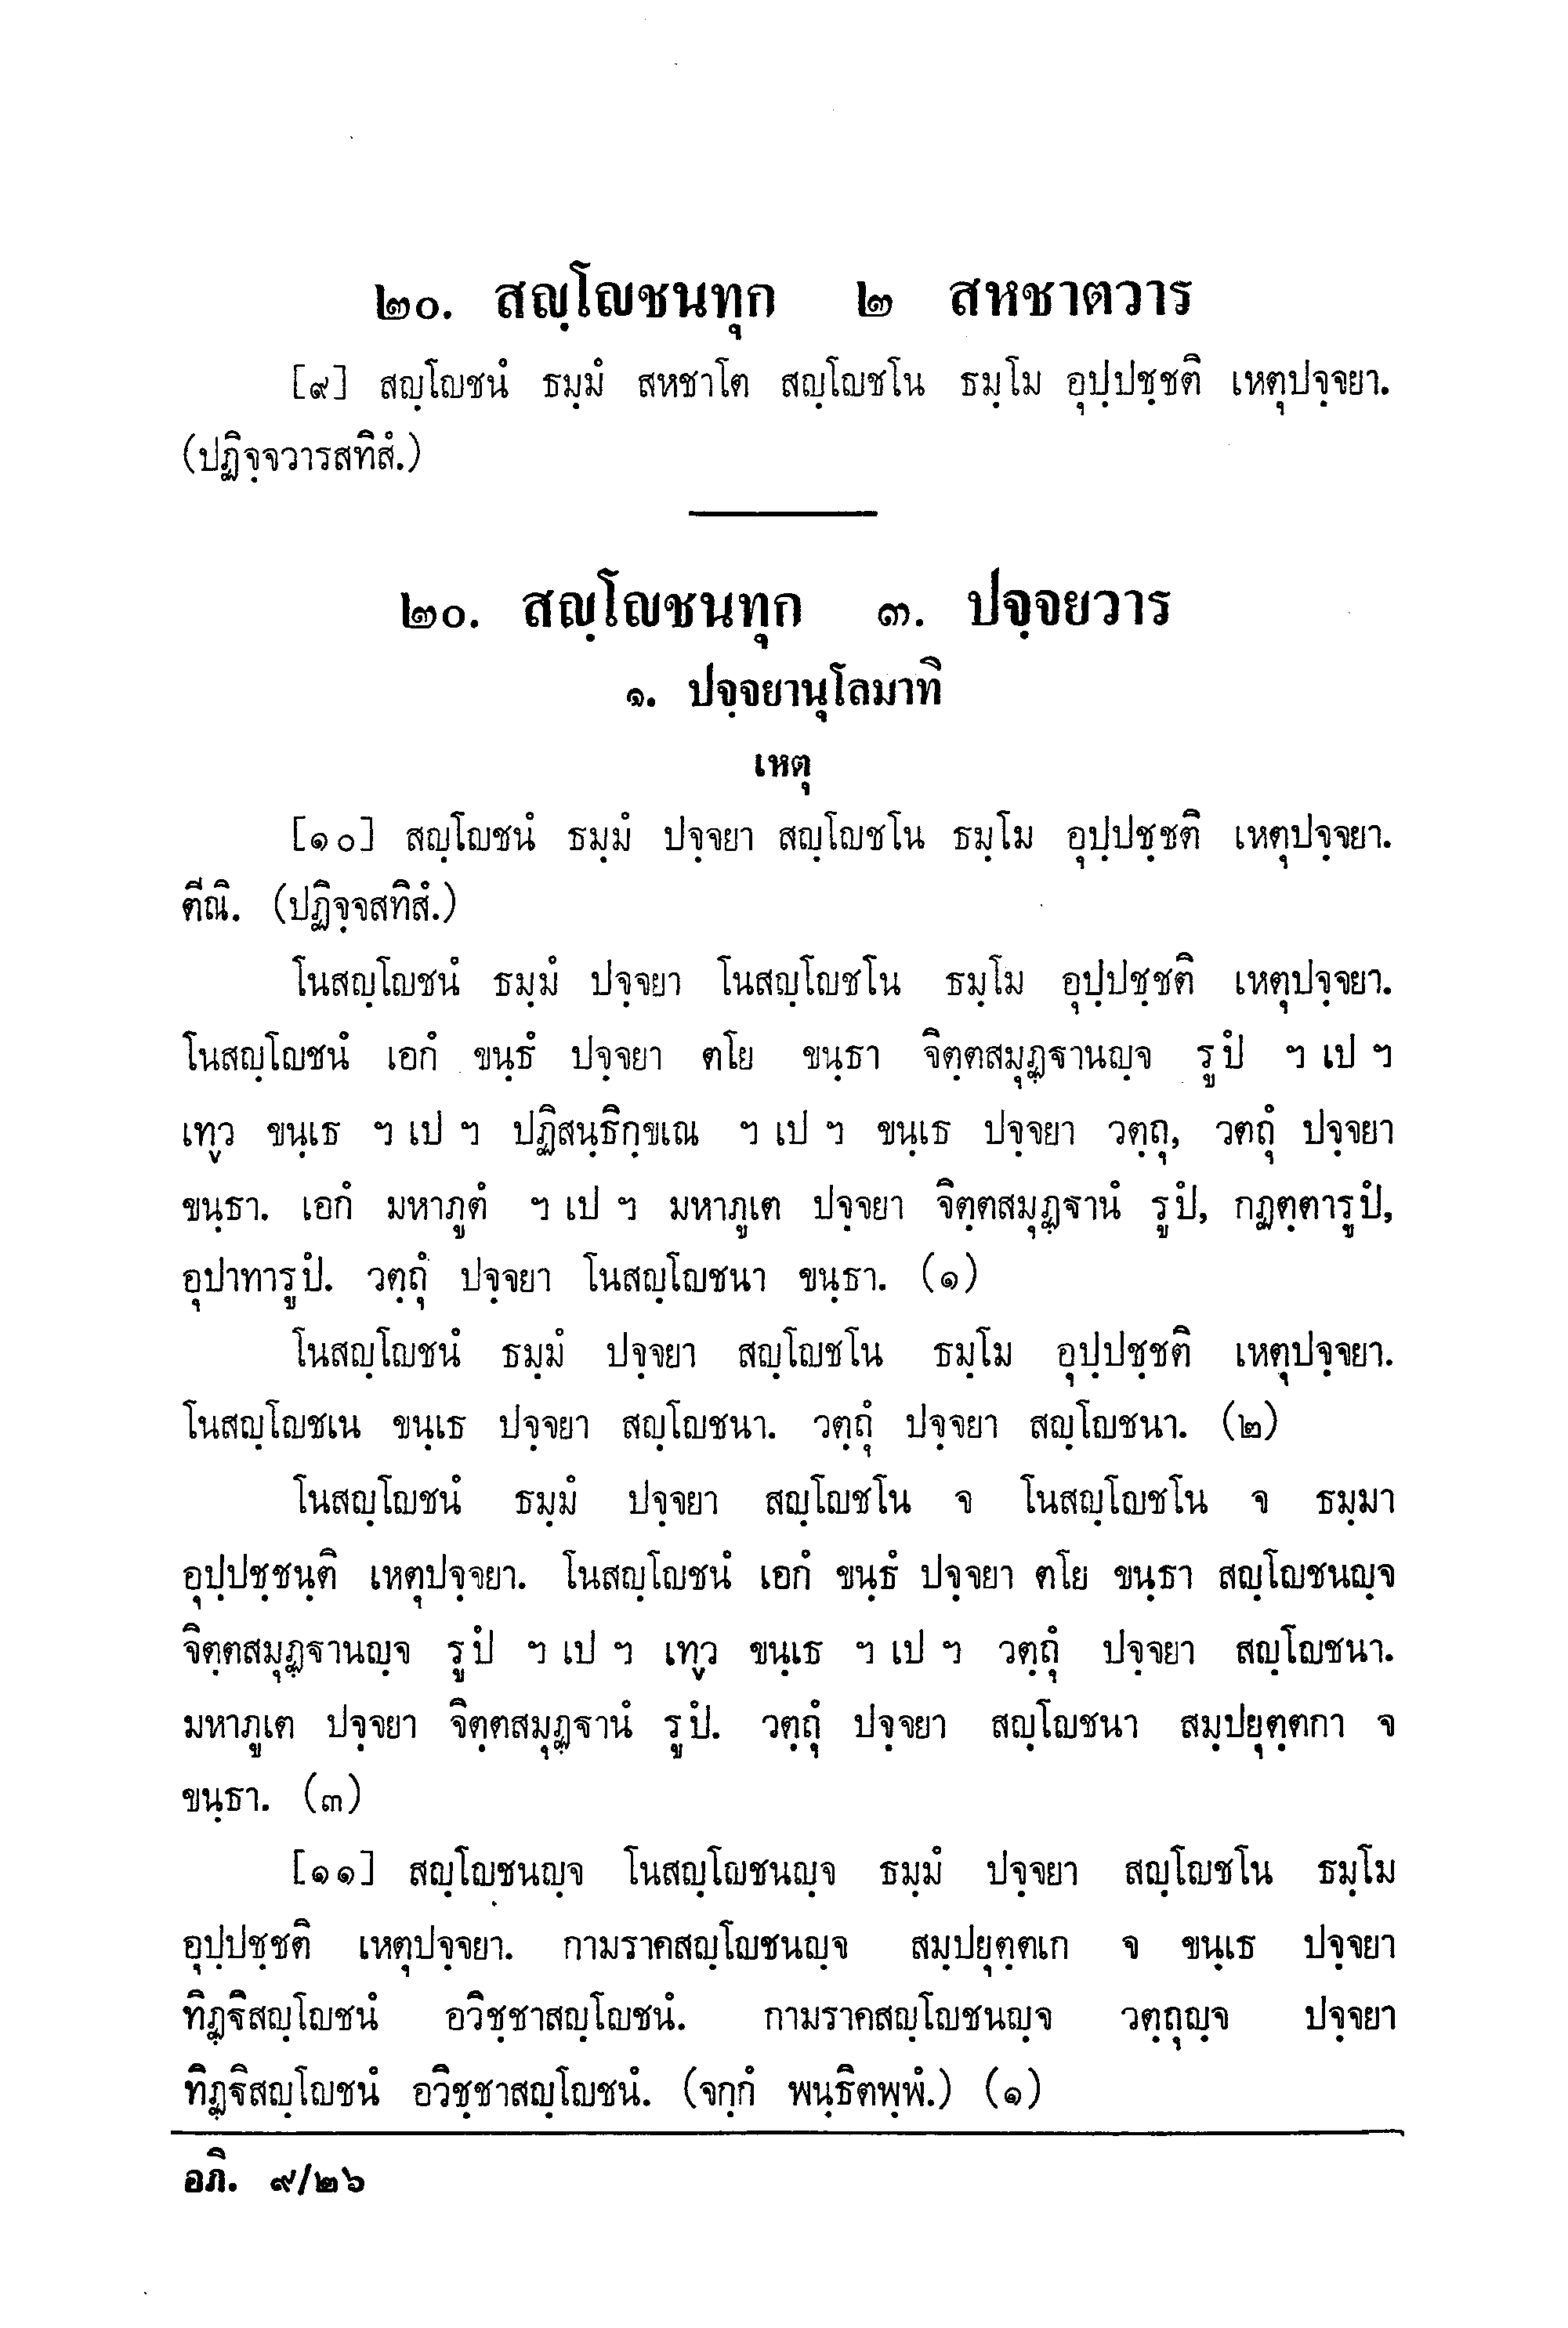 ๒๐. สญฺโญชนทุก ๒ สหชาตวาร
[๙] สญฺโญชนํ ธมฺมํ สหชาโต สญฺโญชโน ธมฺโม อุปฺปชฺชติ เหตุปจฺจยา.
(ปฏิจฺจวารสทิสํ.)
๒๐. สญฺโญชนทุก ๓. ปจฺจยวาร
๑. ปจฺจยานุโลมาทิ
เหตุ
[๑๐] สญฺโญชนํ ธมฺมํ ปจฺจยา สญฺโญชโน ธมฺโม อุปฺปชฺชติ เหตุปจฺจยา.
ตีณิ. (ปฏิจฺจสทิสํ.)
โนสญฺโญชนํ ธมฺมํ ปจฺจยา โนสญฺโญชโน ธมฺโม อุปฺปชฺชติ เหตุปจฺจยา.
โนสญฺโญชนํ เอกํ ขนฺธํ ปจฺจยา ตโย ขนฺธา จิตฺตสมุฏฺฐานญฺจ รูปํ ฯ เป ฯ
เทฺว ขนฺเธ ฯ เป ฯ ปฏิสนฺธิกฺขเณ ฯ เป ฯ ขนฺเธ ปจฺจยา วตฺถุ, วตถุํ ปจฺจยา
ขนฺธา. เอกํ มหาภูตํ ฯ เป ฯ มหาภูเต ปจฺจยา จิตฺตสมุฏฺฐานํ รูปํ, กฏตฺตารูปํ,
อุปาทารูปํ. วตฺถุํ ปจฺจยา โนสญฺโญชนา ขนฺธา. (๑)
โนสญฺโญชนํ ธมฺมํ ปจฺจยา สญฺโญชโน ธมฺโม อุปฺปชฺชติ เหตุปจฺจยา.
โนสญฺโญชเน ขนฺเธ ปจฺจยา สญฺโญชนา. วตฺถุํ ปจฺจยา สญฺโญชนา. (๒)
โนสญฺโญชนํ ธมฺมํ ปจฺจยา สญฺโญชโน จ โนสญฺโญชโน จ ธมฺมา
อุปฺปชฺชนฺติ เหตุปจฺจยา. โนสญฺโญชนํ เอกํ ขนฺธํ ปจฺจยา ตโย ขนฺธา สญฺโญชนญฺจ
จิตฺตสมุฏฺฐานญฺจ รูปํ ฯ เป ฯ เทฺว ขนฺเธ ฯ เป ฯ วตฺถุํ ปจฺจยา สญฺโญชนา.
มหาภูเต ปจฺจยา จิตฺตสมุฏฺฐานํ รูปํ. วตฺถุํ ปจฺจยา สญฺโญชนา สมฺปยุตฺตกา จ
ขนฺธา. (๓)
[๑๑] สญฺโญชนญฺจ โนสญฺโญชนญฺจ ธมฺมํ ปจฺจยา สญฺโญชโน ธมฺโม
อุปฺปชฺชติ เหตุปจฺจยา. กามราคสญฺโญชนญฺจ สมฺปยุตฺตเก จ ขนฺเธ ปจฺจยา
ทิฏฺฐิสญฺโญชนํ อวิชฺชาสญฺโญชนํ. กามราคสญฺโญชนญฺจ วตฺถุญฺจ ปจฺจยา
ทิฏฺฐิสญฺโญชนํ อวิชฺชาสญฺโญชนํ. (จกฺกํ พนฺธิตพฺพํ.) (๑)
อภิ. ๙/๒๖